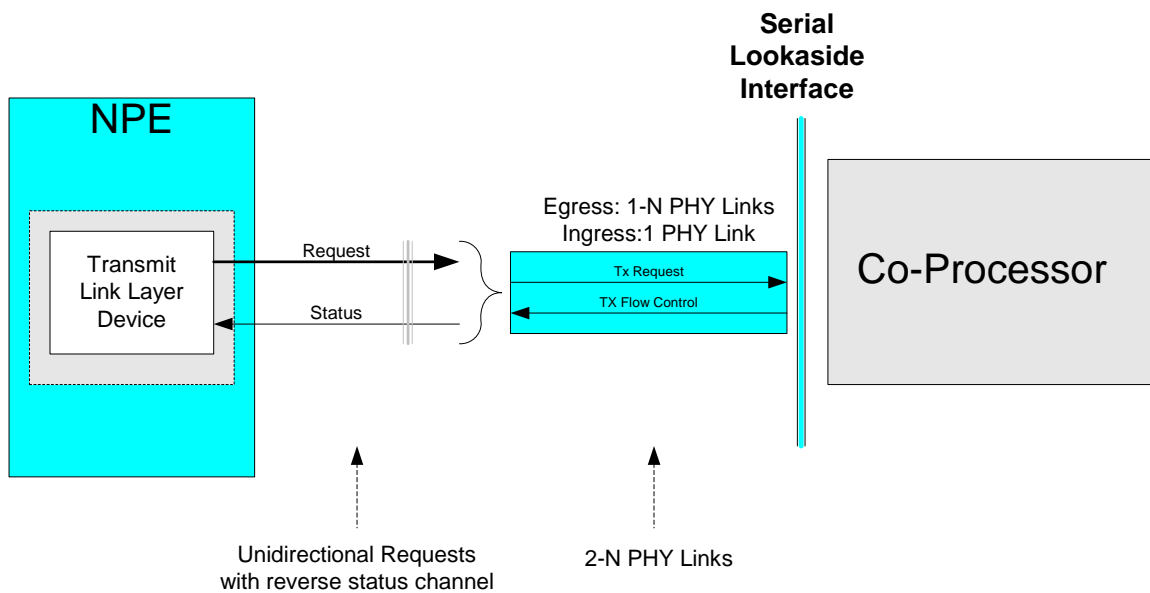 Serial
Lookaside
Interface
NPE
Egress: 1-N PHY Links
Ingress:1 PHY Link
Transmit
Link Layer
Device
Request
Status
Tx Request
TX Flow Control
Co-Processor
Unidirectional Requests
with reverse status channel
2-N PHY Links